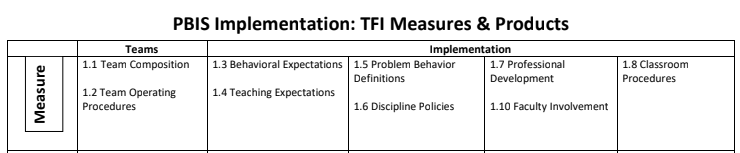 PBIS Implementation: TFI Measures & Products
Teams
Implementation
Measure
1.1 Team Composition
1.2 Team Operating
Procedures
1.3 Behavioral Expectations
1.4 Teaching Expectations
1.5 Problem Behavior
Definitions
1.6 Discipline Policies
1.7 Professional
Development
1.10 Faculty Involvement
1.8 Classroom
Procedures